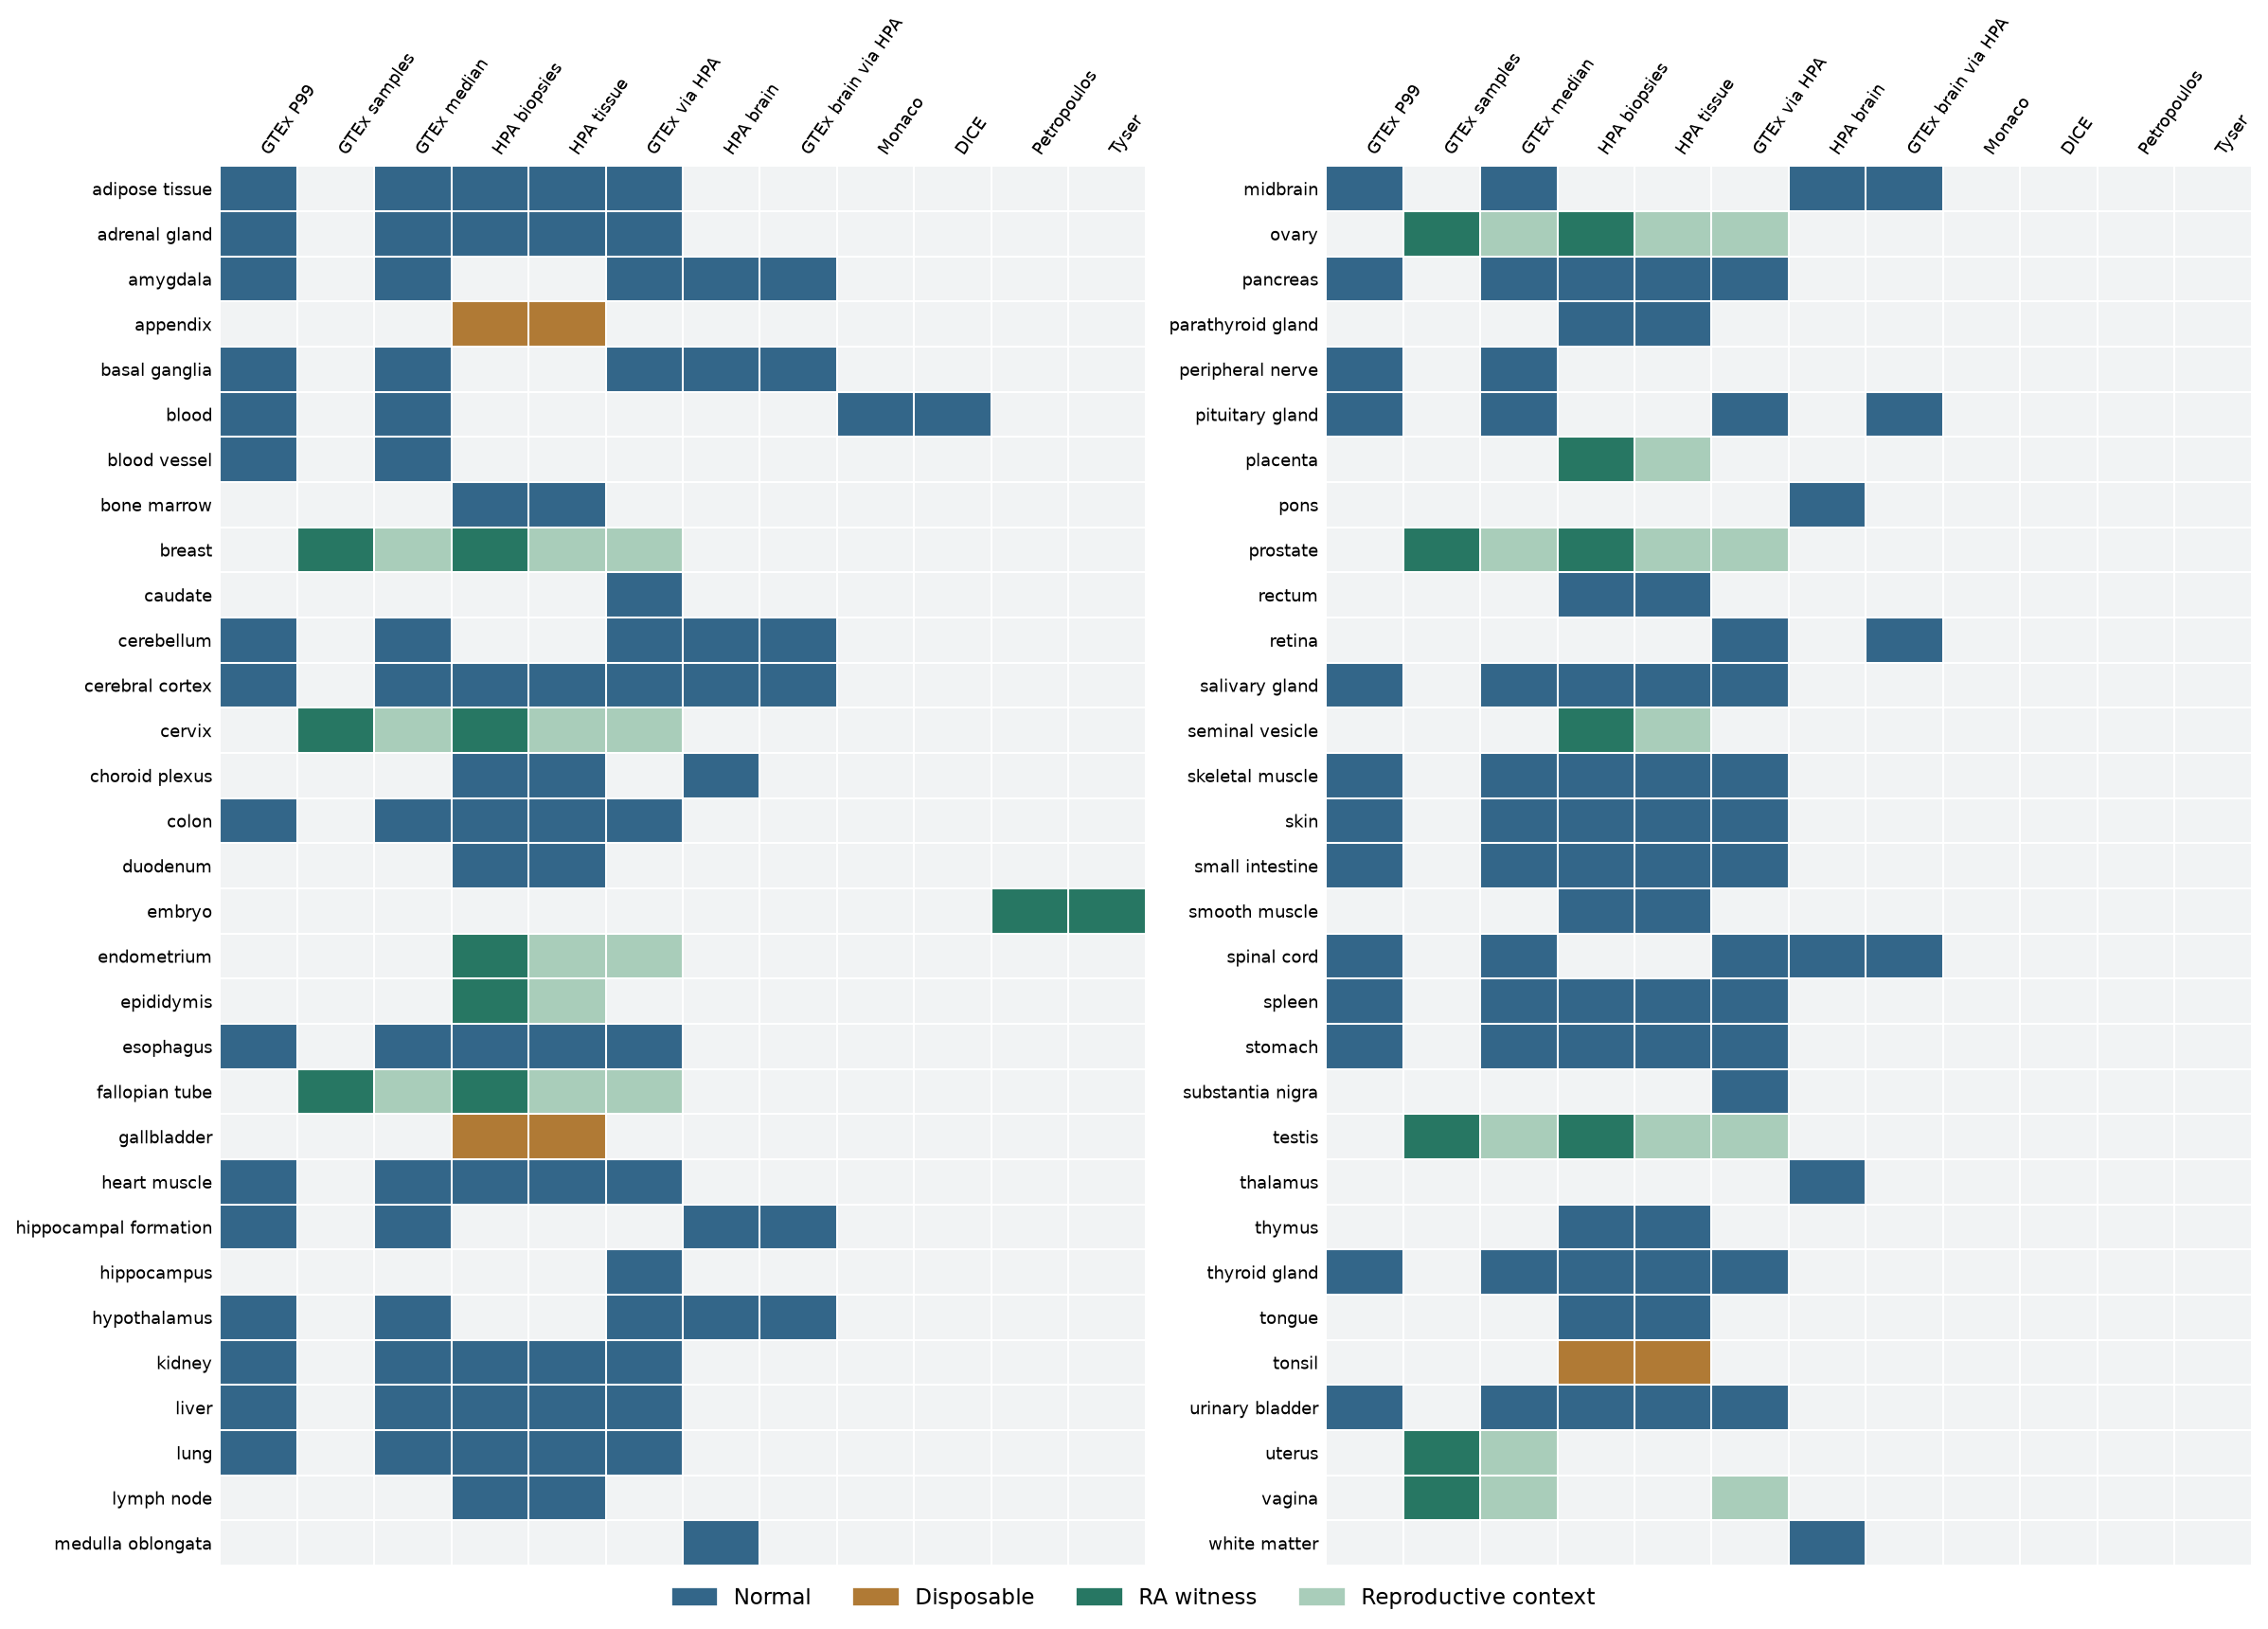 GTEx P99
GTEx samples
GTEx median
HPA biopsies
HPA tissue
GTEx via HPA
HPA brain
GTEx brain via HPA
Monaco
DICE
Petropoulos
Tyser
adipose tissue
adrenal gland
amygdala
appendix
basal ganglia
blood
blood vessel
bone marrow
breast
caudate
cerebellum
cerebral cortex
cervix
choroid plexus
colon
duodenum
embryo
endometrium
epididymis
esophagus
fallopian tube
gallbladder
heart muscle
hippocampal formation
hippocampus
hypothalamus
kidney
liver
lung
lymph node
medulla oblongata
GTEx P99
GTEx samples
GTEx median
HPA biopsies
HPA tissue
GTEx via HPA
HPA brain
GTEx brain via HPA
Monaco
DICE
Petropoulos
Tyser
midbrain
ovary
pancreas
parathyroid gland
peripheral nerve
pituitary gland
placenta
pons
prostate
rectum
retina
salivary gland
seminal vesicle
skeletal muscle
skin
small intestine
smooth muscle
spinal cord
spleen
stomach
substantia nigra
testis
thalamus
thymus
thyroid gland
tongue
tonsil
urinary bladder
uterus
vagina
white matter
Normal
Disposable
RA witness
Reproductive context